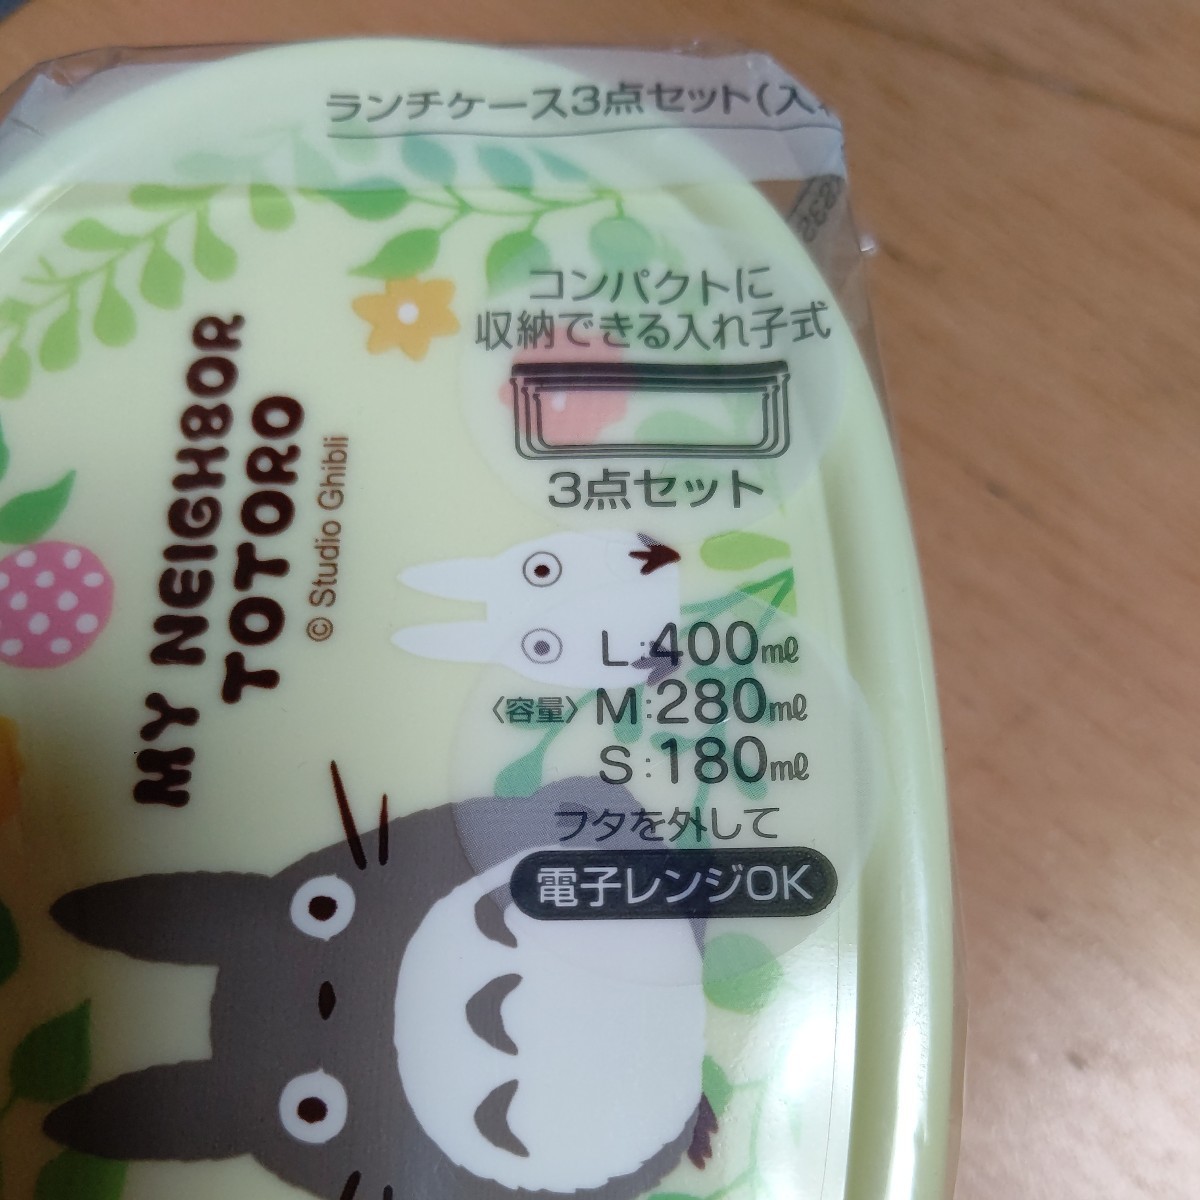 ランチケース3点セット(入れ
コンパクトに
収納できる入れ子式
3点セット
MY NEIGHBOR
TOTORO
© Studio Ghibli
L:400mℓ
〈容量〉M:280mℓ
S:180mℓ
フタを外して
電子レンジOK